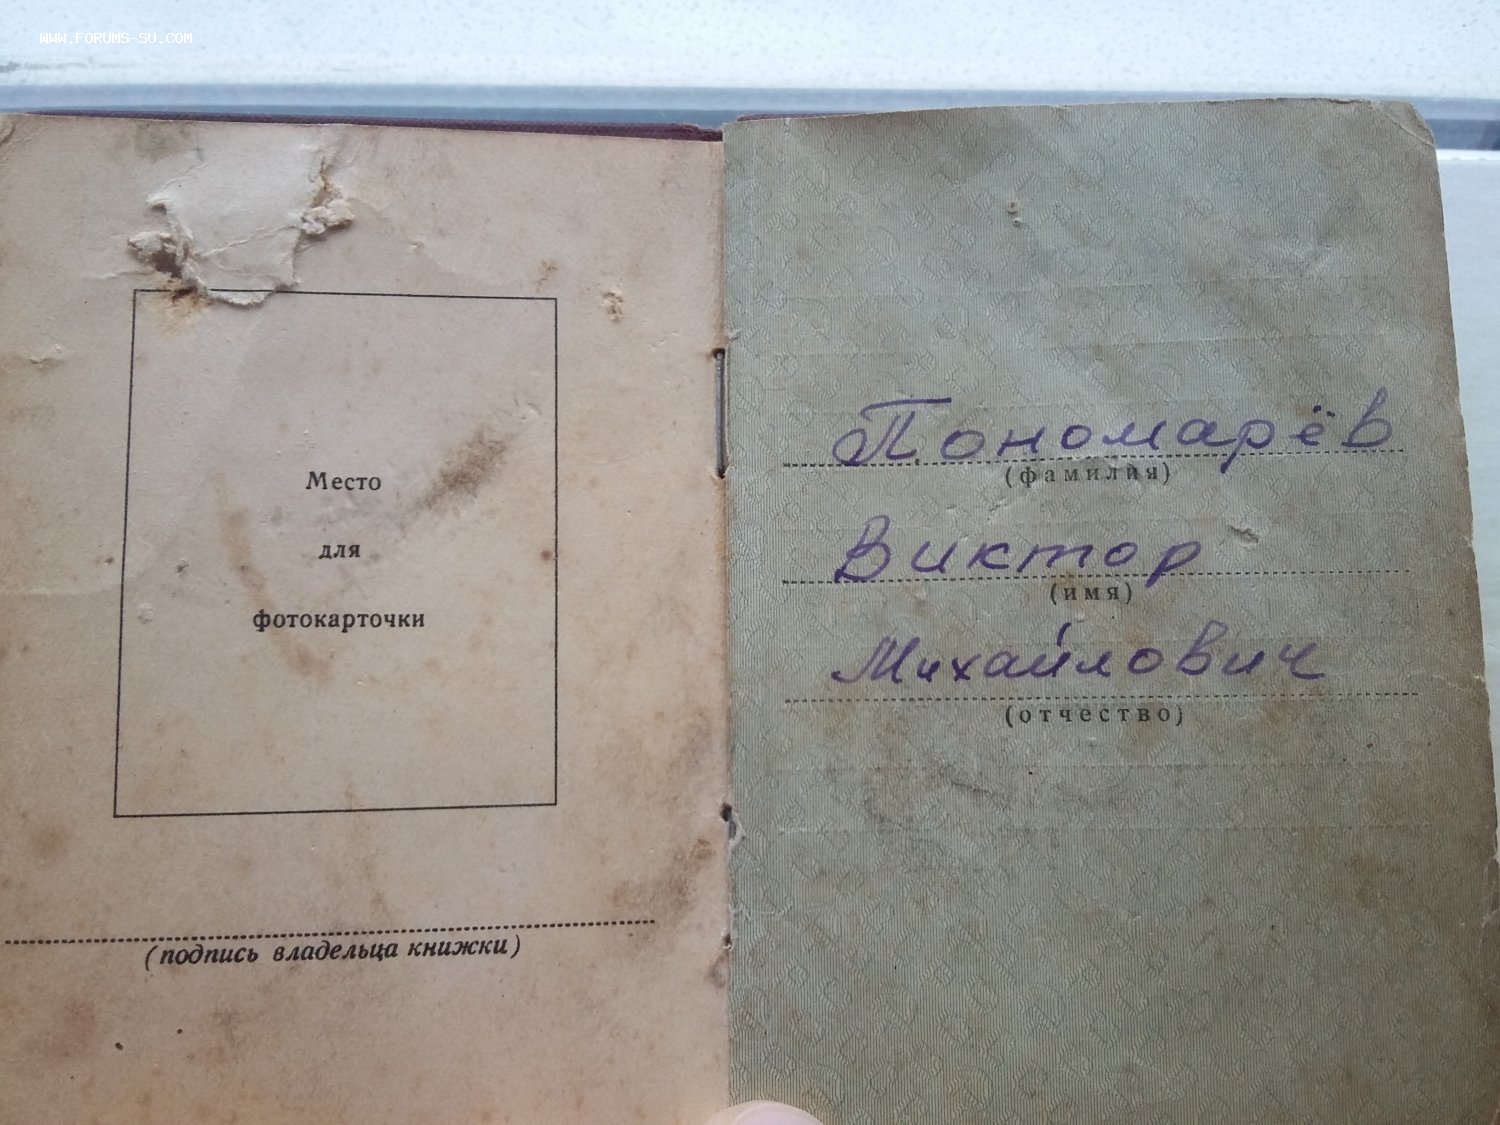 WWW.FORUMS-SU.COM
Место
для
фотокарточки
(подпись владельца книжки)
Пономарёв
(фамилия)
Виктор
(имя)
Михайлович
(отчество)